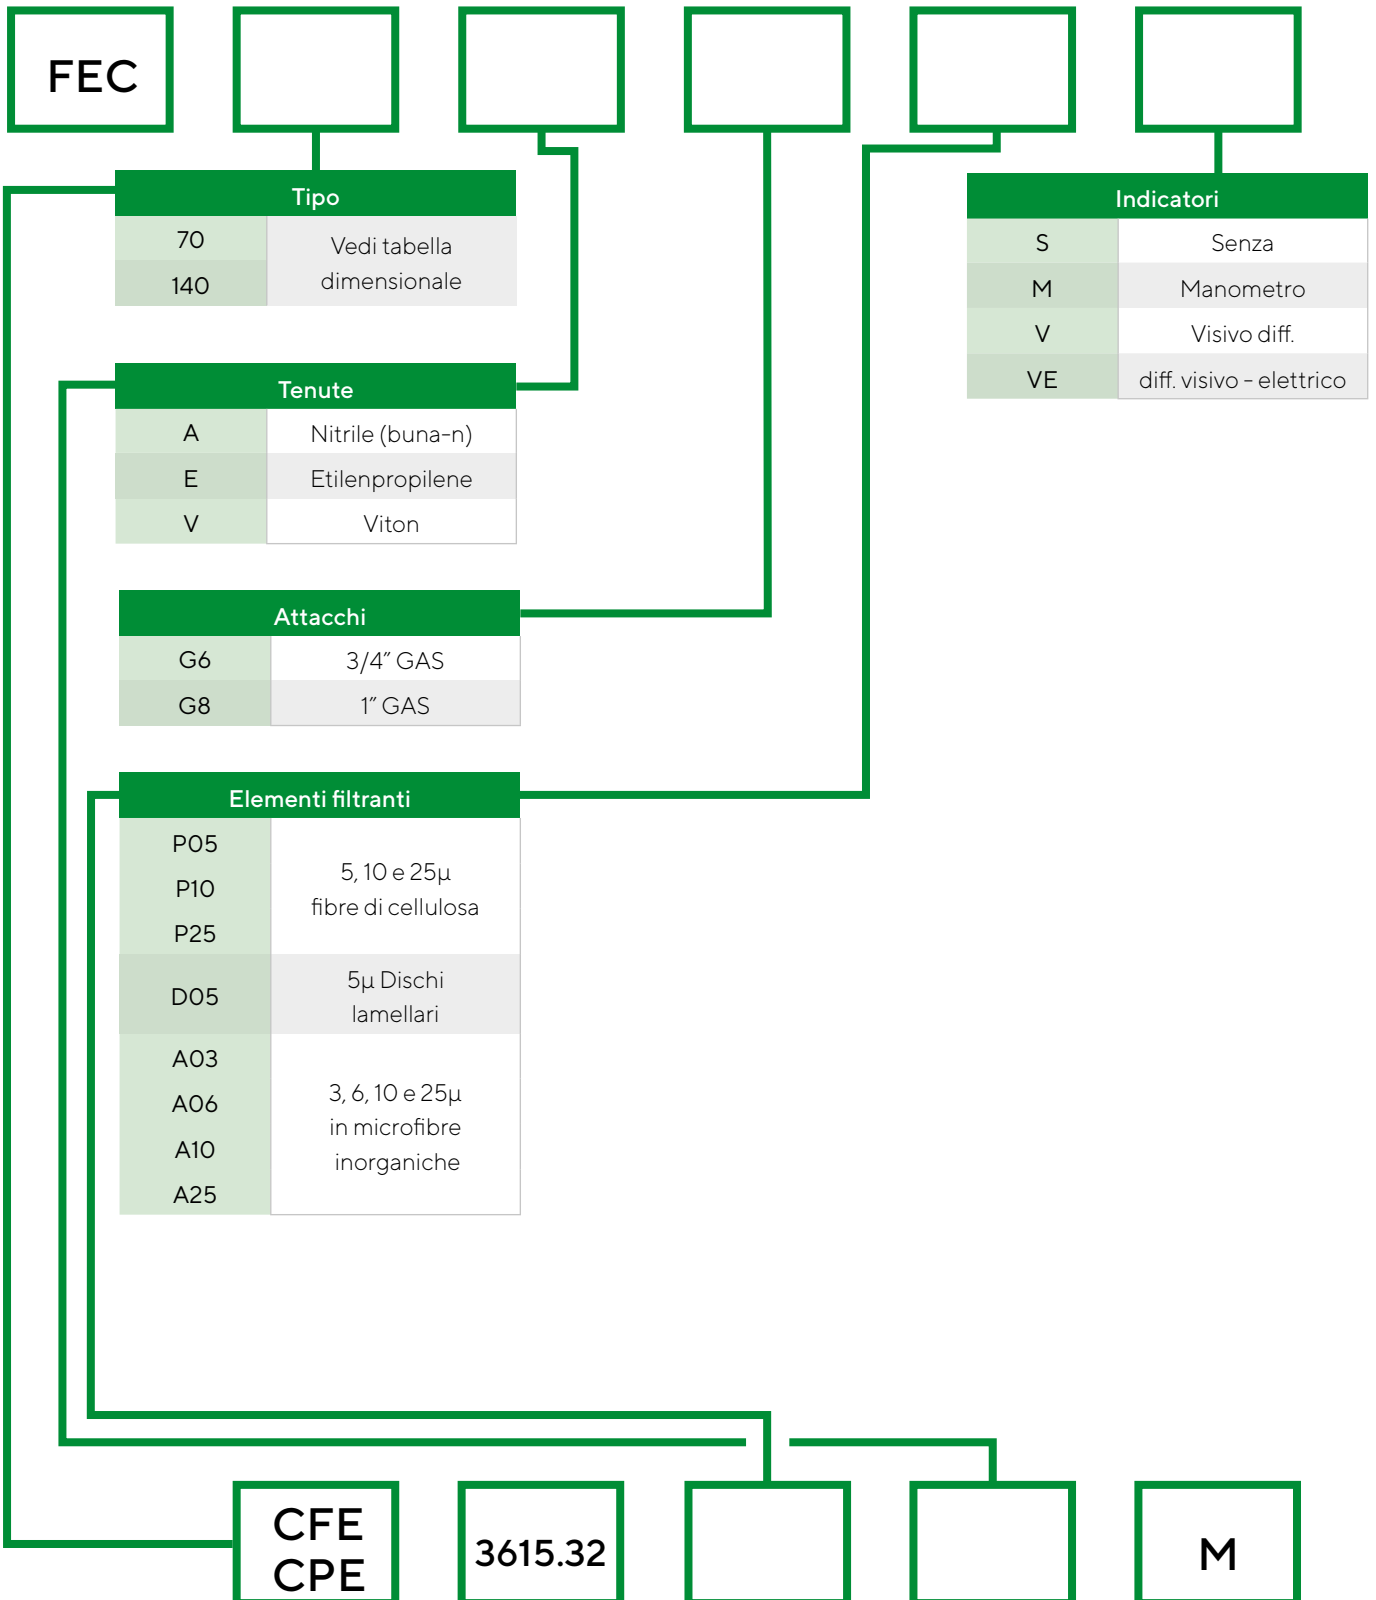 FEC
Tipo
70
140
Vedi tabella
dimensionale
Indicatori
S Senza
M Manometro
V Visivo diff.
VE diff. visivo - elettrico
Tenute
A Nitrile (buna-n)
E Etilenpropilene
V Viton
Attacchi
G6 3/4” GAS
G8 1” GAS
Elementi filtranti
P05
P10
P25
5, 10 e 25µ
fibre di cellulosa
D05
5µ Dischi
lamellari
A03
A06
A10
A25
3, 6, 10 e 25µ
in microfibre
inorganiche
CFE
CPE
3615.32
M